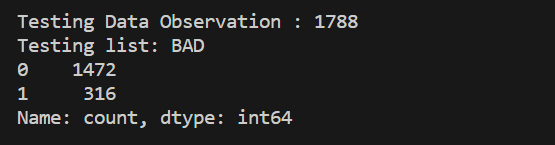 Testing Data Observation : 1788
Testing list: BAD
0    1472
1     316
Name: count, dtype: int64